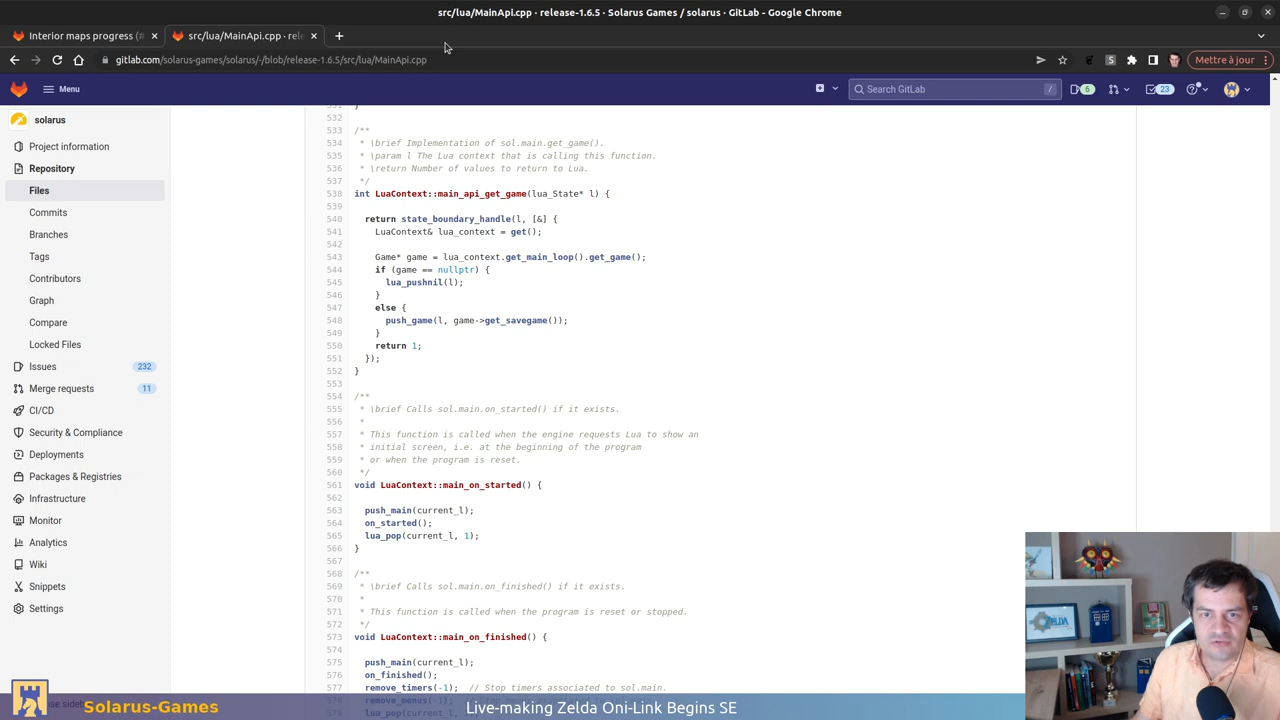 src/lua/MainApi.cpp · release-1.6.5 · Solarus Games / solarus · GitLab - Google Chrome
Interior maps progress (#
src/lua/MainApi.cpp · rele
gitlab.com/solarus-games/solarus/-/blob/release-1.6.5/src/lua/MainApi.cpp
Mettre à jour
Menu
Search GitLab
/
6
23
solarus
Project information
Repository
Files
Commits
Branches
Tags
Contributors
Graph
Compare
Locked Files
Issues 232
Merge requests 11
CI/CD
Security & Compliance
Deployments
Packages & Registries
Infrastructure
Monitor
Analytics
Wiki
Snippets
Settings
532
533 /**
534 * \brief Implementation of sol.main.get_game().
535 * \param l The Lua context that is calling this function.
536 * \return Number of values to return to Lua.
537 */
538 int LuaContext::main_api_get_game(lua_State* l) {
539
540 return state_boundary_handle(l, [&] {
541 LuaContext& lua_context = get();
542
543 Game* game = lua_context.get_main_loop().get_game();
544 if (game == nullptr) {
545 lua_pushnil(l);
546 }
547 else {
548 push_game(l, game->get_savegame());
549 }
550 return 1;
551 });
552 }
553
554 /**
555 * \brief Calls sol.main.on_started() if it exists.
556 *
557 * This function is called when the engine requests Lua to show an
558 * initial screen, i.e. at the beginning of the program
559 * or when the program is reset.
560 */
561 void LuaContext::main_on_started() {
562
563 push_main(current_l);
564 on_started();
565 lua_pop(current_l, 1);
566 }
567
568 /**
569 * \brief Calls sol.main.on_finished() if it exists.
570 *
571 * This function is called when the program is reset or stopped.
572 */
573 void LuaContext::main_on_finished() {
574
575 push_main(current_l);
576 on_finished();
577 remove_timers(-1); // Stop timers associated to sol.main.
Solarus-Games
Live-making Zelda Oni-Link Begins SE